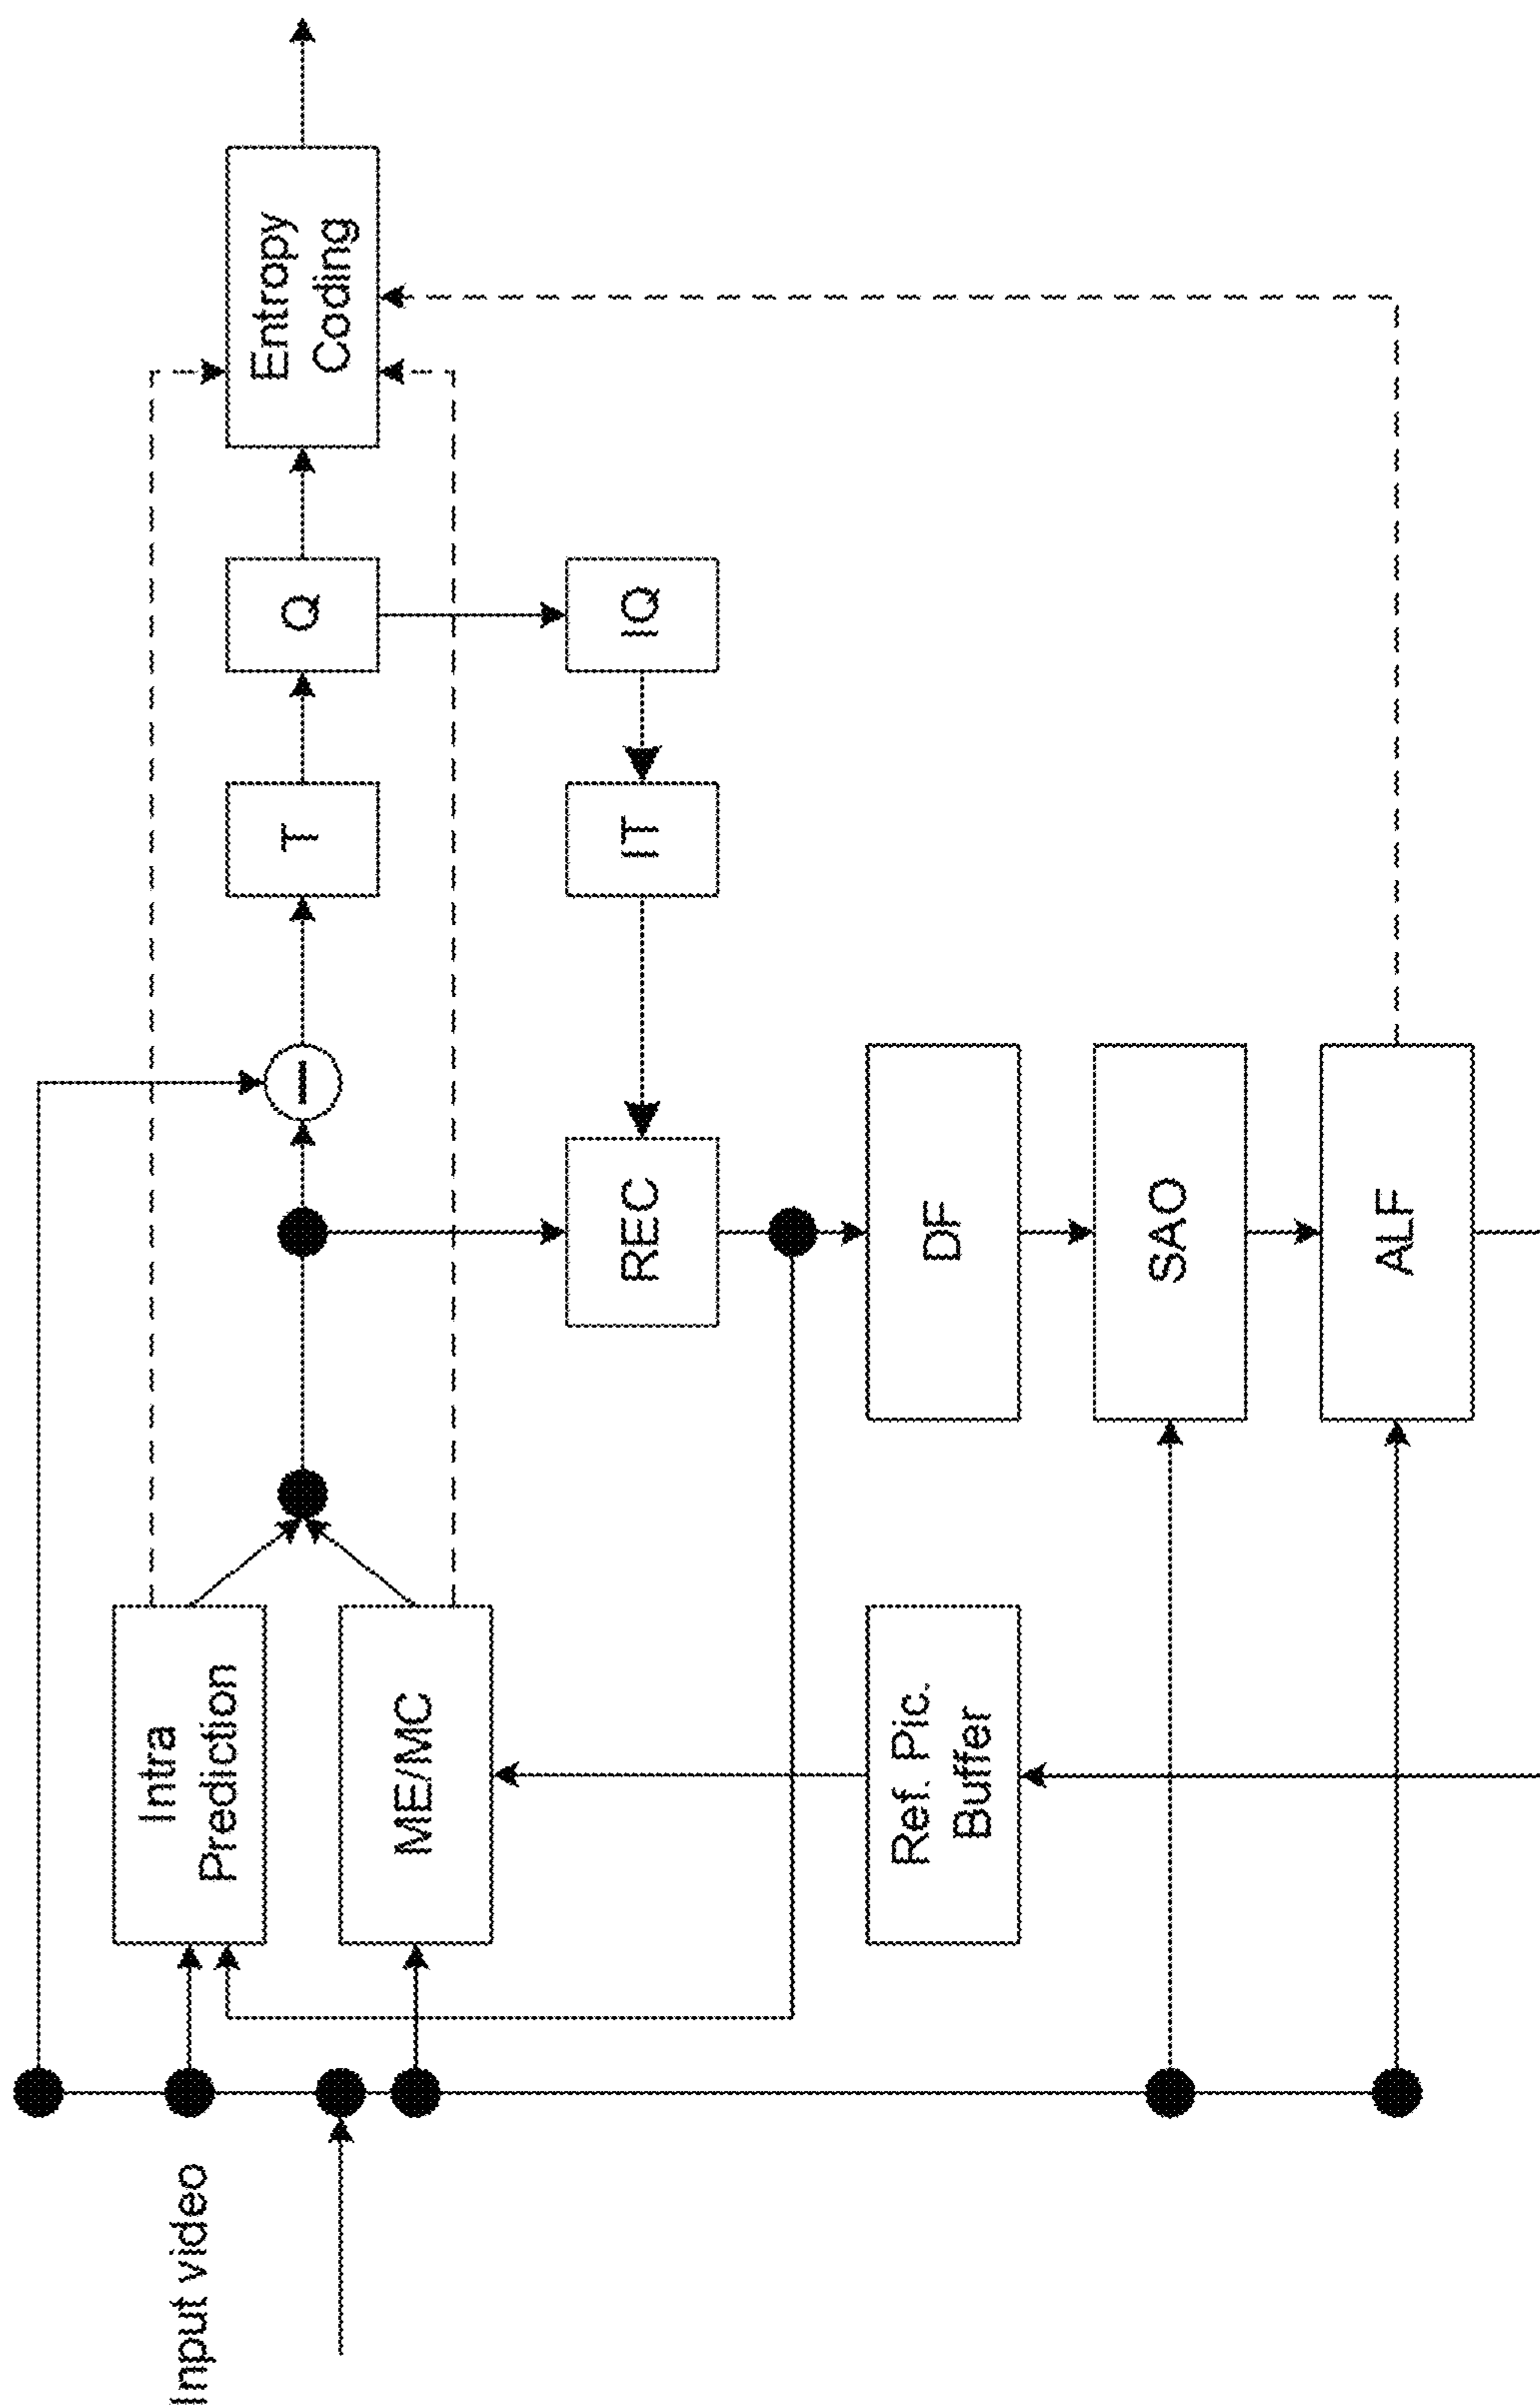 Input video
Intra
Prediction
ME/MC
Ref. Pic.
Buffer
−
T
Q
Entropy
Coding
REC
IT
IQ
DF
SAO
ALF